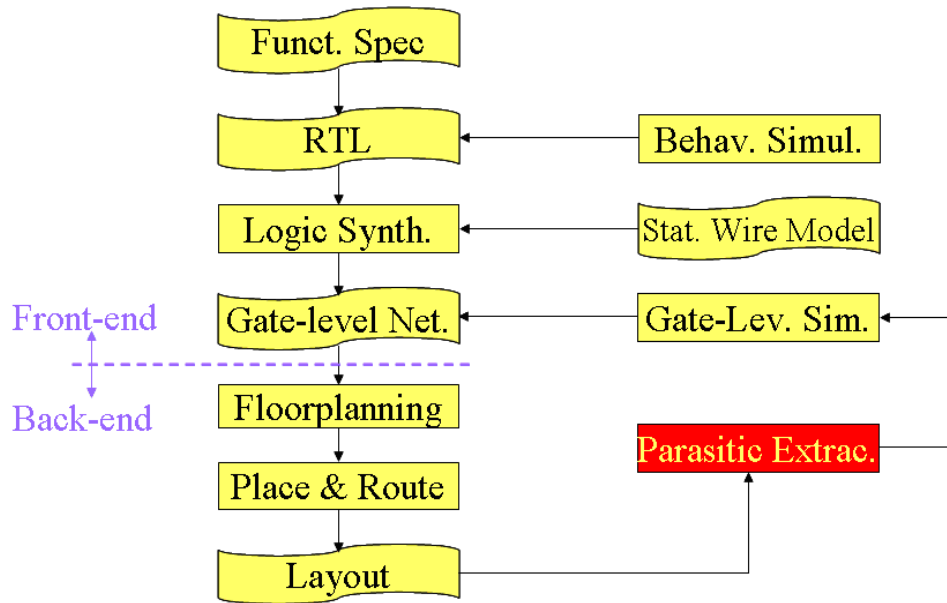 Funct. Spec
RTL
Behav. Simul.
Logic Synth.
Stat. Wire Model
Front-end
Gate-level Net.
Gate-Lev. Sim.
Back-end
Floorplanning
Parasitic Extrac.
Place & Route
Layout